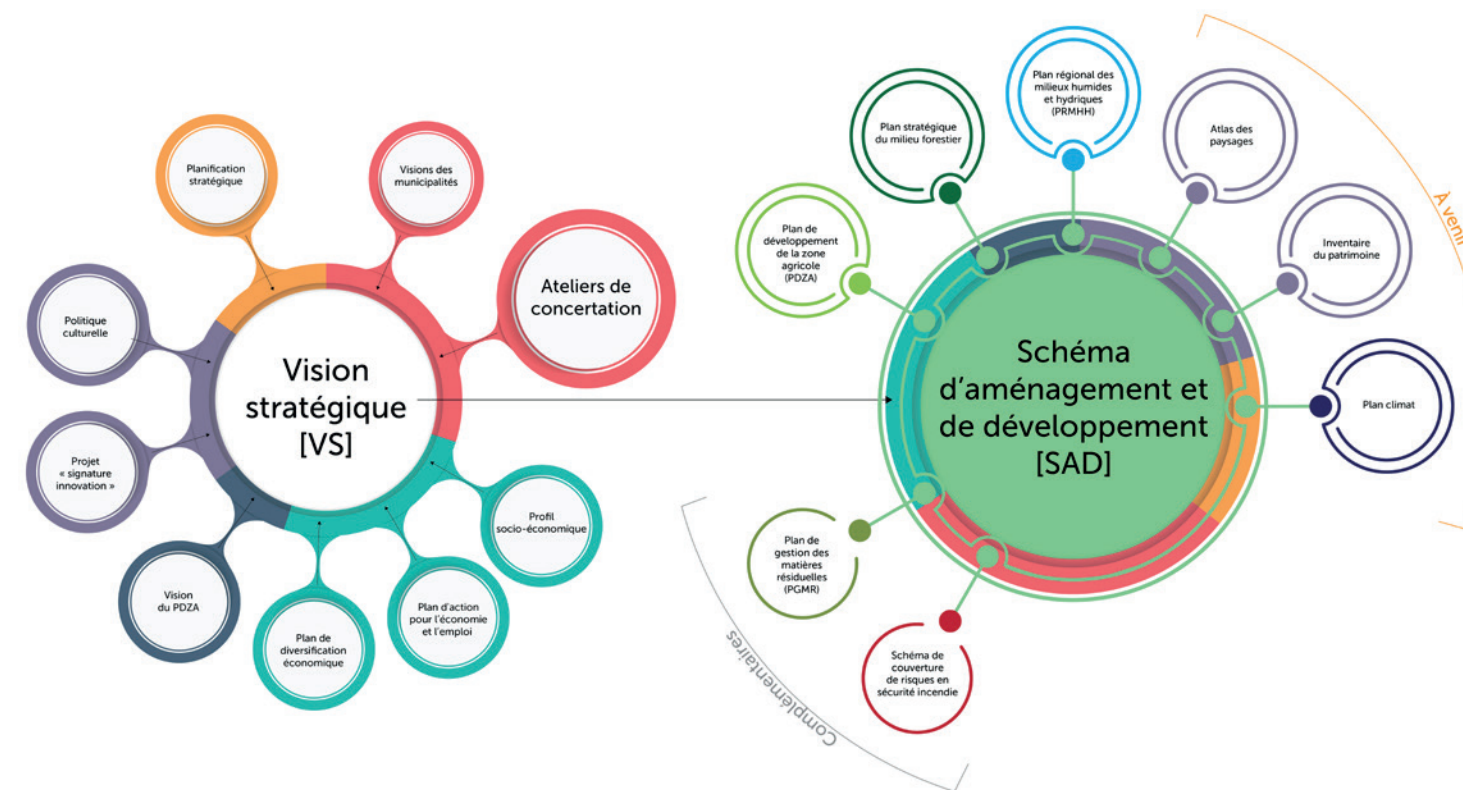 Planification
stratégique
Visions des
municipalités
Ateliers de
concertation
Politique
culturelle
Vision
stratégique
[VS]
Projet
« signature
innovation »
Profil
socio-économique
Vision
du PDZA
Plan de
diversification
économique
Plan d'action
pour l'économie
et l'emploi
Plan régional des
milieux humides
et hydriques
(PRMHH)
Plan stratégique
du milieu forestier
Atlas des
paysages
À venir
Plan de
développement
de la zone
agricole
(PDZA)
Inventaire
du patrimoine
Schéma
d'aménagement et
de développement
[SAD]
Plan climat
Plan de
gestion des
matières
résiduelles
(PGMR)
Schéma de
couverture
de risques en
sécurité incendie
Complémentaires